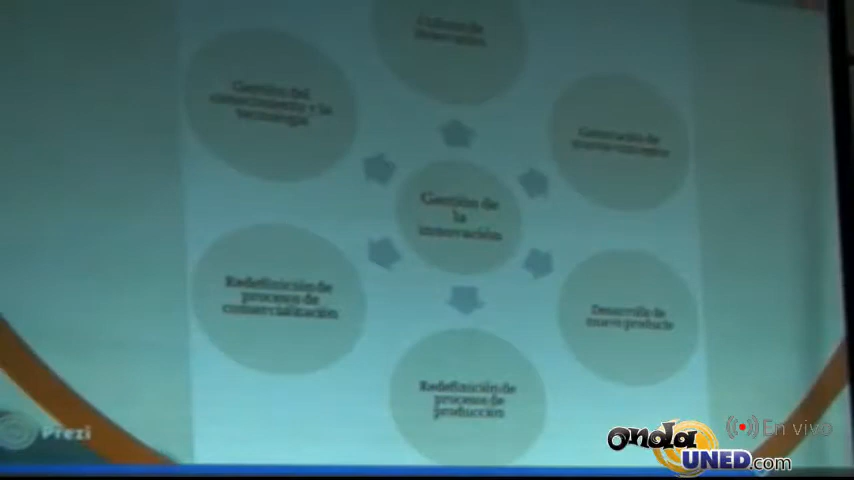 Cultura de
innovación
Gestión del
conocimiento y la
tecnología
Generación de
nuevos conceptos
Gestión de
la
innovación
Redefinición de
procesos de
comercialización
Desarrollo de
nuevo producto
Redefinición de
procesos de
producción
Prezi
onda
UNED.com
En vivo